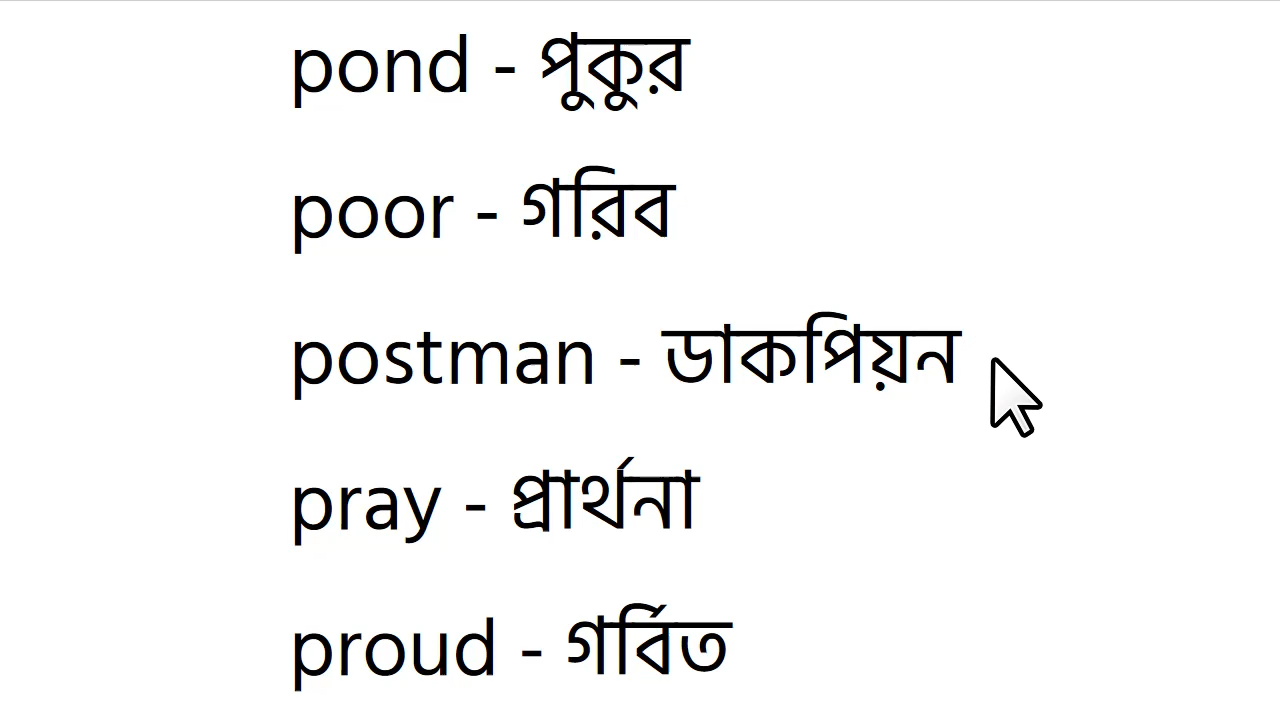 pond - পুকুর
poor - গরিব
postman - ডাকপিয়ন
pray - প্রার্থনা
proud - গর্বিত